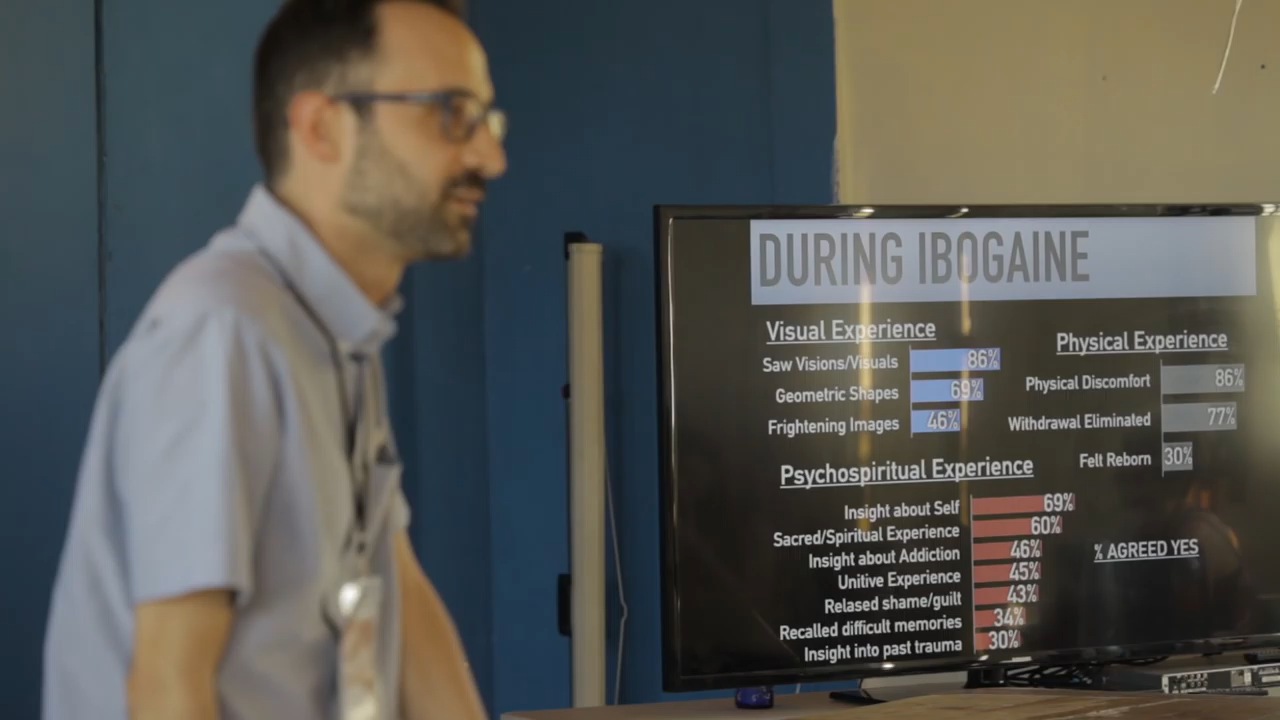 DURING IBOGAINE
Visual Experience
Saw Visions/Visuals 86%
Geometric Shapes 69%
Frightening Images 46%
Physical Experience
Physical Discomfort 86%
Withdrawal Eliminated 77%
Felt Reborn 30%
Psychospiritual Experience
Insight about Self 69%
Sacred/Spiritual Experience 60%
Insight about Addiction 46%
Unitive Experience 45%
Relased shame/guilt 43%
Recalled difficult memories 34%
Insight into past trauma 30%
% AGREED YES